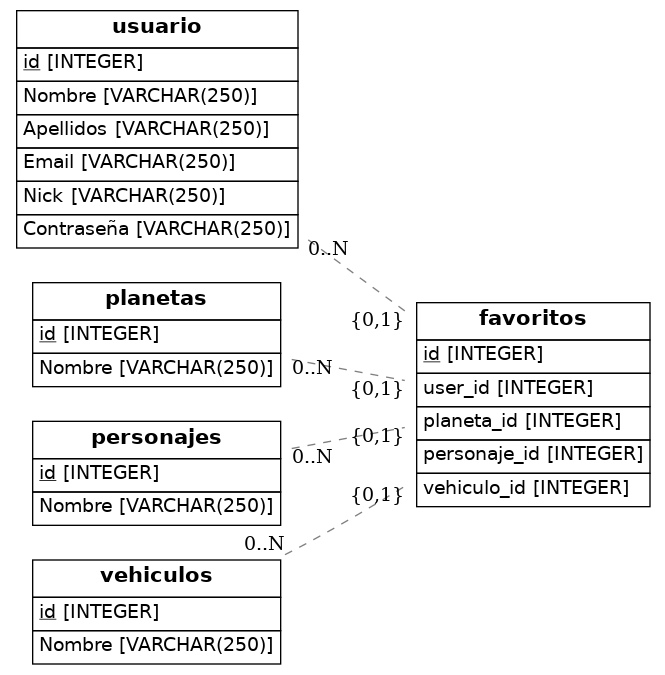 usuario
id [INTEGER]
Nombre [VARCHAR(250)]
Apellidos [VARCHAR(250)]
Email [VARCHAR(250)]
Nick [VARCHAR(250)]
Contraseña [VARCHAR(250)]
0..N
{0,1}
planetas
id [INTEGER]
Nombre [VARCHAR(250)]
0..N
{0,1}
personajes
id [INTEGER]
Nombre [VARCHAR(250)]
0..N
{0,1}
vehiculos
id [INTEGER]
Nombre [VARCHAR(250)]
0..N
{0,1}
favoritos
id [INTEGER]
user_id [INTEGER]
planeta_id [INTEGER]
personaje_id [INTEGER]
vehiculo_id [INTEGER]